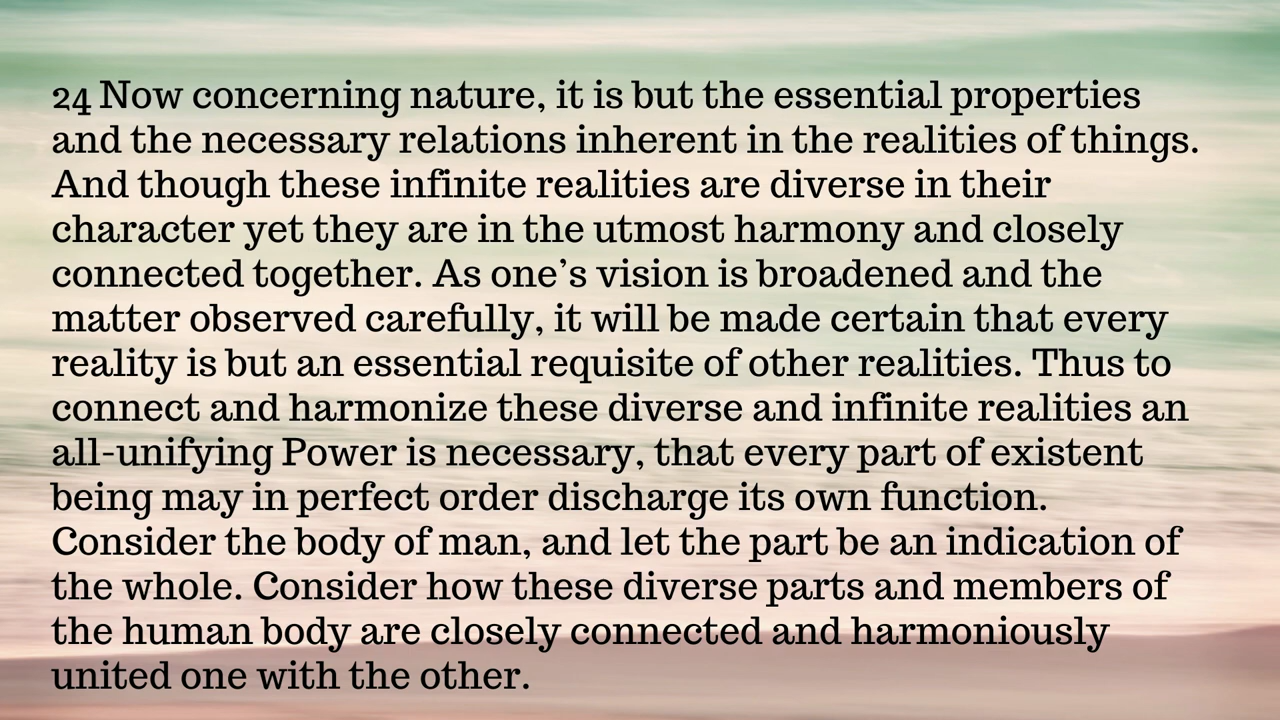 24 Now concerning nature, it is but the essential properties
and the necessary relations inherent in the realities of things.
And though these infinite realities are diverse in their
character yet they are in the utmost harmony and closely
connected together. As one’s vision is broadened and the
matter observed carefully, it will be made certain that every
reality is but an essential requisite of other realities. Thus to
connect and harmonize these diverse and infinite realities an
all-unifying Power is necessary, that every part of existent
being may in perfect order discharge its own function.
Consider the body of man, and let the part be an indication of
the whole. Consider how these diverse parts and members of
the human body are closely connected and harmoniously
united one with the other.